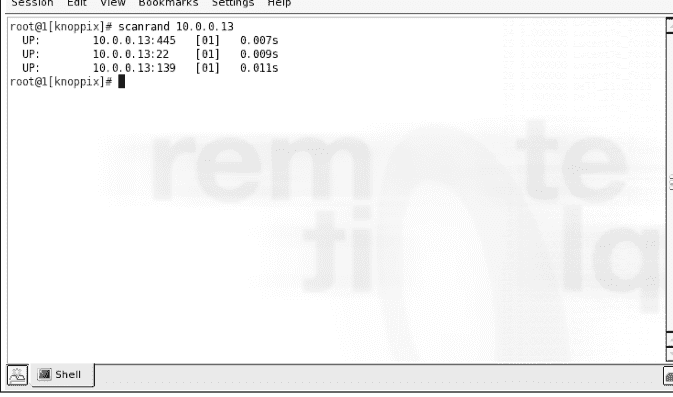 Session Edit View Bookmarks Settings Help
root@1[knoppix]# scanrand 10.0.0.13
UP: 10.0.0.13:445 [01] 0.007s
UP: 10.0.0.13:22 [01] 0.009s
UP: 10.0.0.13:139 [01] 0.011s
root@1[knoppix]#
remote
Shell